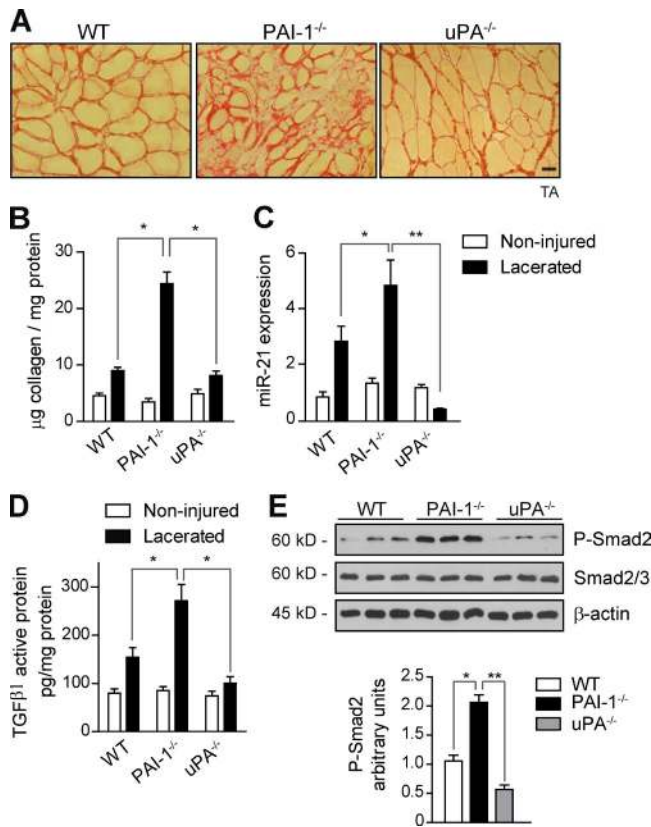 A
WT
PAI-1-/-
uPA-/-
TA
B
μg collagen / mg protein
30
20
10
0
* *
WT
PAI-1-/-
uPA-/-
C
miR-21 expression
6
4
2
0
* **
WT
PAI-1-/-
uPA-/-
Non-injured
Lacerated
D
Non-injured
Lacerated
TGFβ1 active protein
pg/mg protein
300
200
100
0
* *
WT
PAI-1-/-
uPA-/-
E
WT PAI-1-/- uPA-/-
60 kD - P-Smad2
60 kD - Smad2/3
45 kD - β-actin
P-Smad2
arbitrary units
2.5
2.0
1.5
1.0
0.5
0
* **
WT
PAI-1-/-
uPA-/-